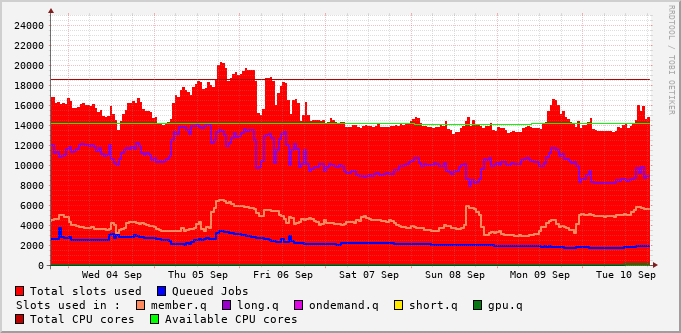 24000
22000
20000
18000
16000
14000
12000
10000
8000
6000
4000
2000
0
Wed 04 Sep Thu 05 Sep Fri 06 Sep Sat 07 Sep Sun 08 Sep Mon 09 Sep Tue 10 Sep
Total slots used Queued Jobs
Slots used in : member.q long.q ondemand.q short.q gpu.q
Total CPU cores Available CPU cores
RRDTOOL / TOBI OETIKER